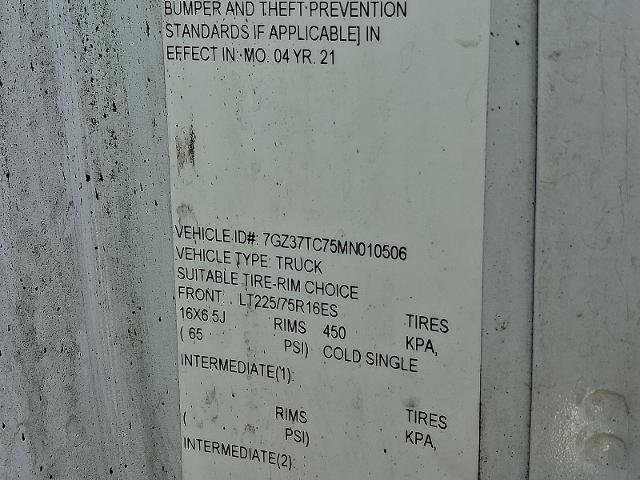 BUMPER AND THEFT PREVENTION
STANDARDS IF APPLICABLE] IN
EFFECT IN: MO. 04 YR. 21
VEHICLE ID#: 7GZ37TC75MN010506
VEHICLE TYPE: TRUCK
SUITABLE TIRE-RIM CHOICE
FRONT: LT225/75R16ES TIRES
16X6.5J RIMS 450 KPA,
( 65 PSI) COLD SINGLE
INTERMEDIATE(1): TIRES
RIMS KPA,
( PSI)
INTERMEDIATE(2):